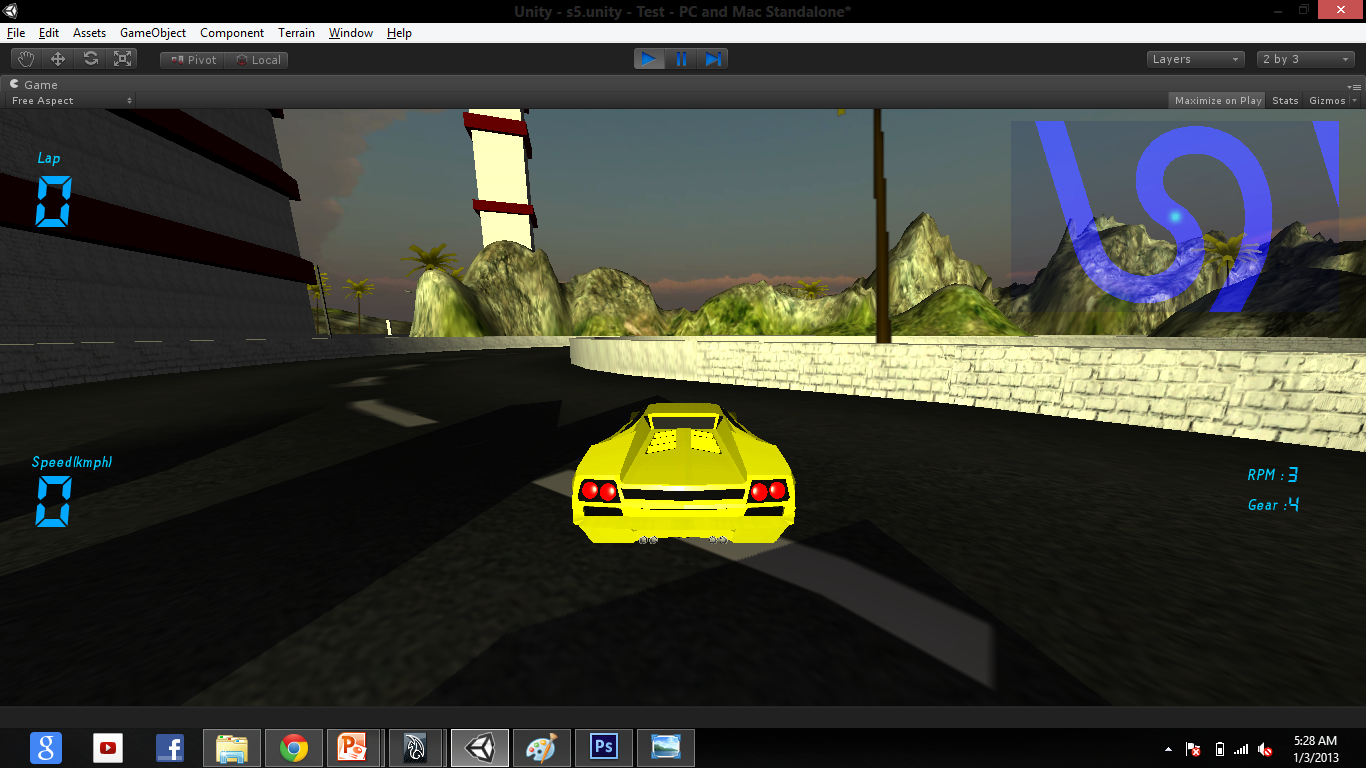 Unity - s5.unity - Test - PC and Mac Standalone*
File Edit Assets GameObject Component Terrain Window Help
Pivot Local Layers 2 by 3
Game
Free Aspect Maximize on Play Stats Gizmos
Lap
0
Speed(kmph)
0
RPM : 3
Gear : 4
g f P Ps
5:28 AM
1/3/2013